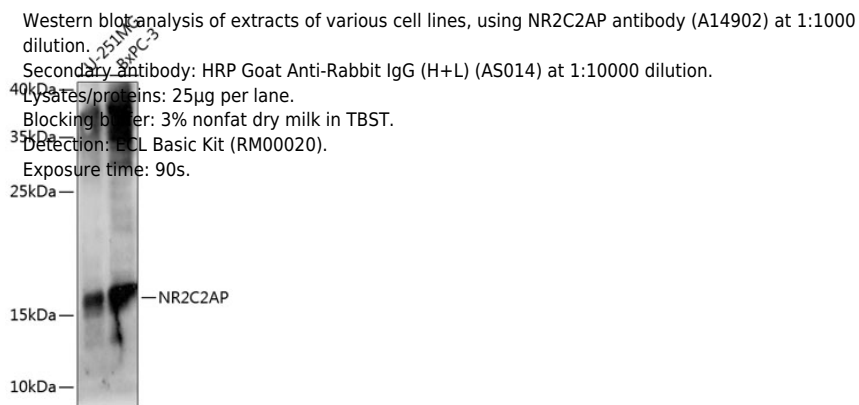 Western blot analysis of extracts of various cell lines, using NR2C2AP antibody (A14902) at 1:1000
dilution.
U-251MG
BxPC-3
Secondary antibody: HRP Goat Anti-Rabbit IgG (H+L) (AS014) at 1:10000 dilution.
40kDa
Lysates/proteins: 25μg per lane.
Blocking buffer: 3% nonfat dry milk in TBST.
35kDa
Detection: ECL Basic Kit (RM00020).
Exposure time: 90s.
25kDa
NR2C2AP
15kDa
10kDa